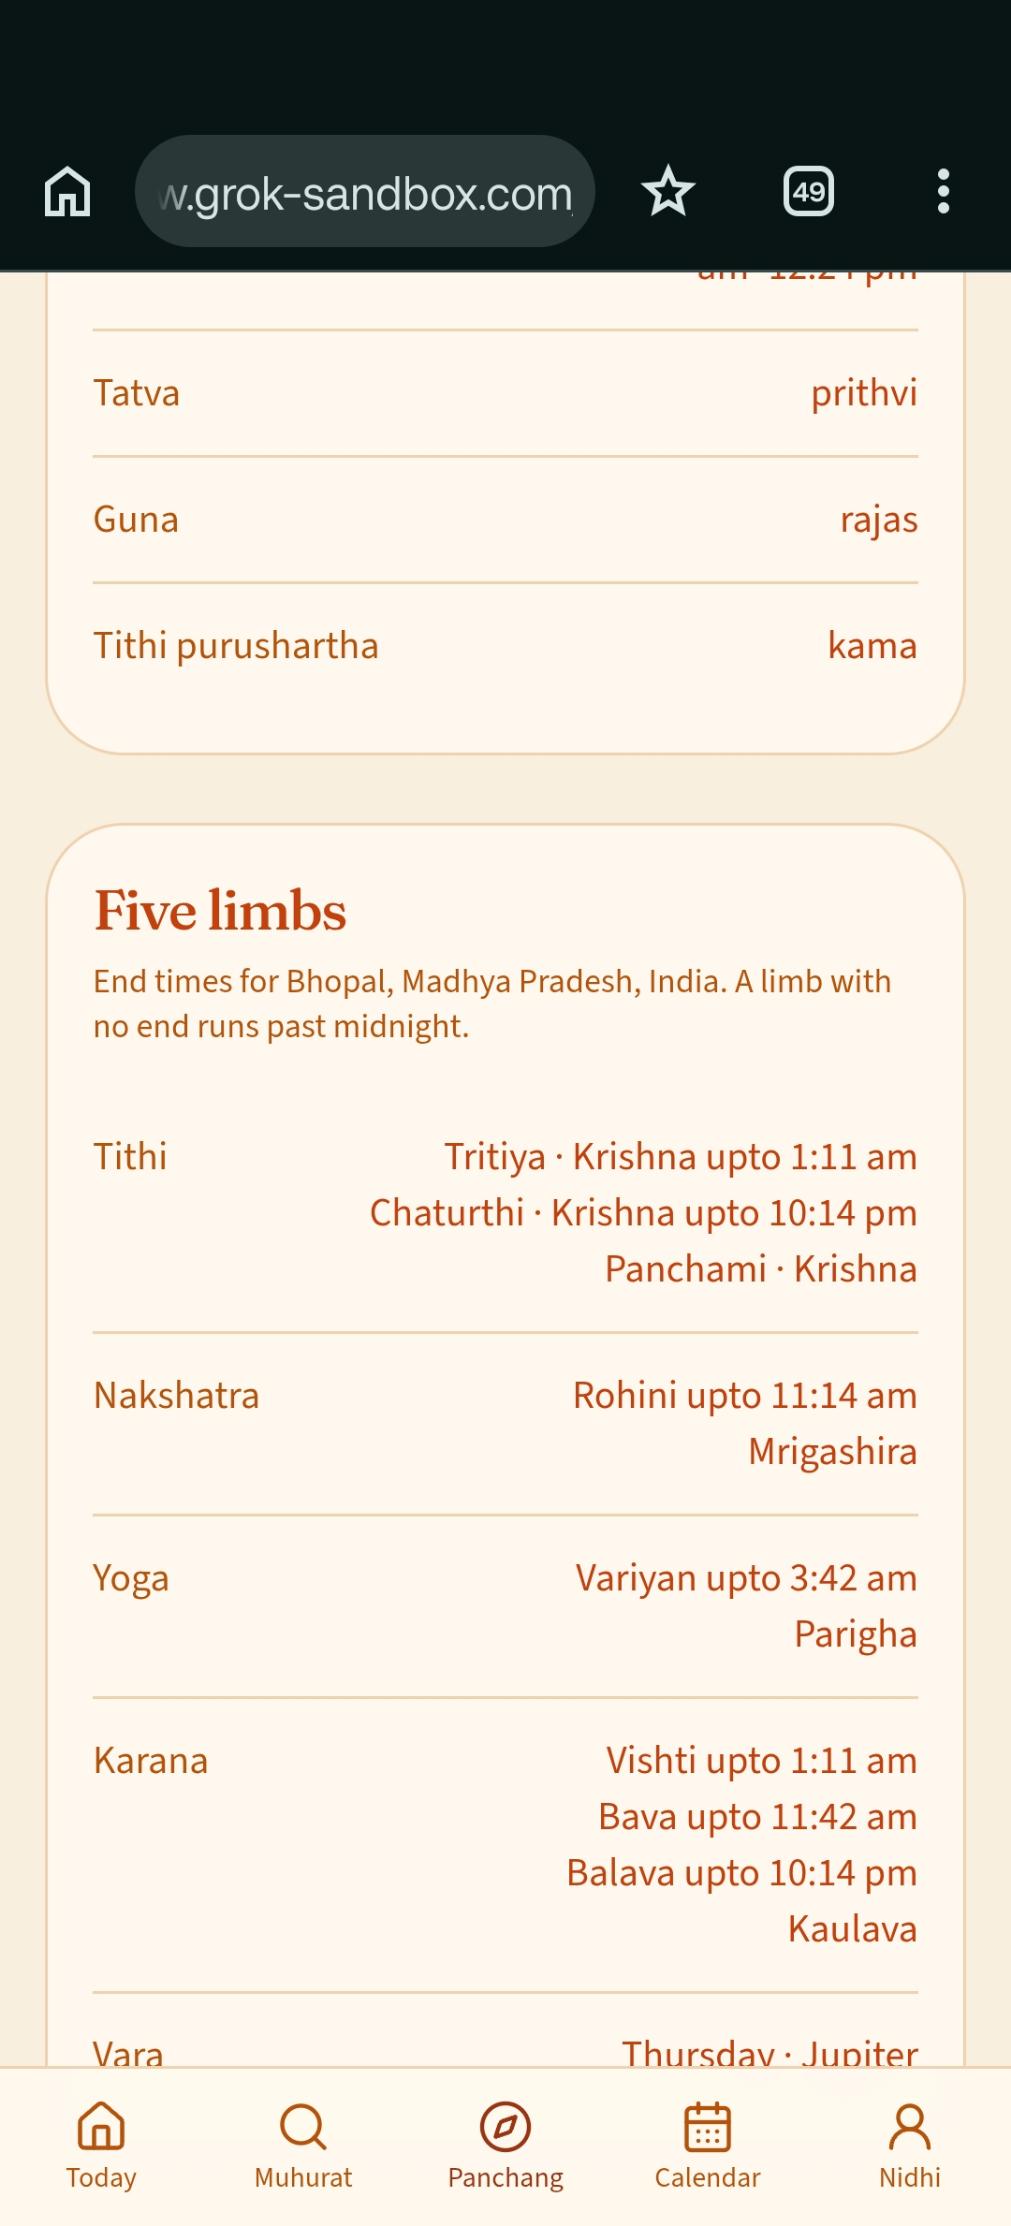 w.grok-sandbox.com
49
Tatva
prithvi
Guna
rajas
Tithi purushartha
kama
Five limbs
End times for Bhopal, Madhya Pradesh, India. A limb with
no end runs past midnight.
Tithi
Tritiya · Krishna upto 1:11 am
Chaturthi · Krishna upto 10:14 pm
Panchami · Krishna
Nakshatra
Rohini upto 11:14 am
Mrigashira
Yoga
Variyan upto 3:42 am
Parigha
Karana
Vishti upto 1:11 am
Bava upto 11:42 am
Balava upto 10:14 pm
Kaulava
Vara
Thursday · Jupiter
Today
Muhurat
Panchang
Calendar
Nidhi